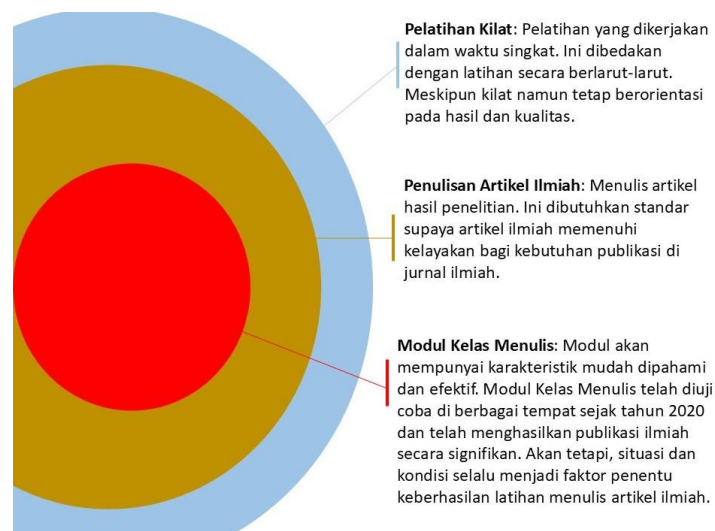 Pelatihan Kilat: Pelatihan yang dikerjakan
dalam waktu singkat. Ini dibedakan
dengan latihan secara berlarut-larut.
Meskipun kilat namun tetap berorientasi
pada hasil dan kualitas.
Penulisan Artikel Ilmiah: Menulis artikel
hasil penelitian. Ini dibutuhkan standar
supaya artikel ilmiah memenuhi
kelayakan bagi kebutuhan publikasi di
jurnal ilmiah.
Modul Kelas Menulis: Modul akan
mempunyai karakteristik mudah dipahami
dan efektif. Modul Kelas Menulis telah diuji
coba di berbagai tempat sejak tahun 2020
dan telah menghasilkan publikasi ilmiah
secara signifikan. Akan tetapi, situasi dan
kondisi selalu menjadi faktor penentu
keberhasilan latihan menulis artikel ilmiah.